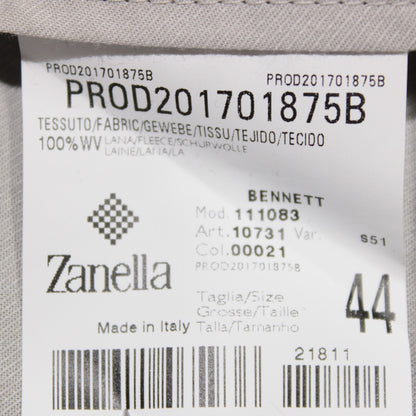 PROD201701875B PROD201701875B
PROD201701875B
TESSUTO/FABRIC/GEWEBE/TISSU/TEJIDO/TECIDO
100%WV LANA/FLEECE/SCHURWOLLE
LAINE/LANA/LA
BENNETT
Mod. 111083
Art. 10731 Var. S51
Col. 00021
PROD201701875B
Zanella
Taglia/Size
Grosse/Taille
Talla/Tamanho
44
Made in Italy
21811